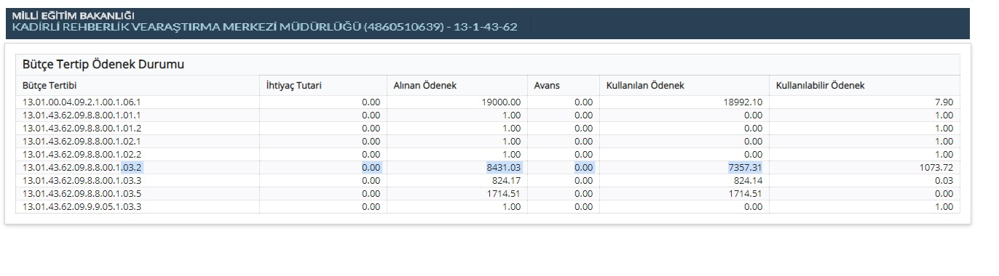 MİLLİ EĞİTİM BAKANLIĞI
KADİRLİ REHBERLİK VEARAŞTIRMA MERKEZİ MÜDÜRLÜĞÜ (4860510639) - 13-1-43-62
Bütçe Tertip Ödenek Durumu
Bütçe Tertibi İhtiyaç Tutari Alınan Ödenek Avans Kullanılan Ödenek Kullanılabilir Ödenek
13.01.00.04.09.2.1.00.1.06.1 0.00 19000.00 0.00 18992.10 7.90
13.01.43.62.09.8.8.00.1.01.1 0.00 1.00 0.00 0.00 1.00
13.01.43.62.09.8.8.00.1.01.2 0.00 1.00 0.00 0.00 1.00
13.01.43.62.09.8.8.00.1.02.1 0.00 1.00 0.00 0.00 1.00
13.01.43.62.09.8.8.00.1.02.2 0.00 1.00 0.00 0.00 1.00
13.01.43.62.09.8.8.00.1.03.2 0.00 8431.03 0.00 7357.31 1073.72
13.01.43.62.09.8.8.00.1.03.3 0.00 824.17 0.00 824.14 0.03
13.01.43.62.09.8.8.00.1.03.5 0.00 1714.51 0.00 1714.51 0.00
13.01.43.62.09.9.9.05.1.03.3 0.00 1.00 0.00 0.00 1.00